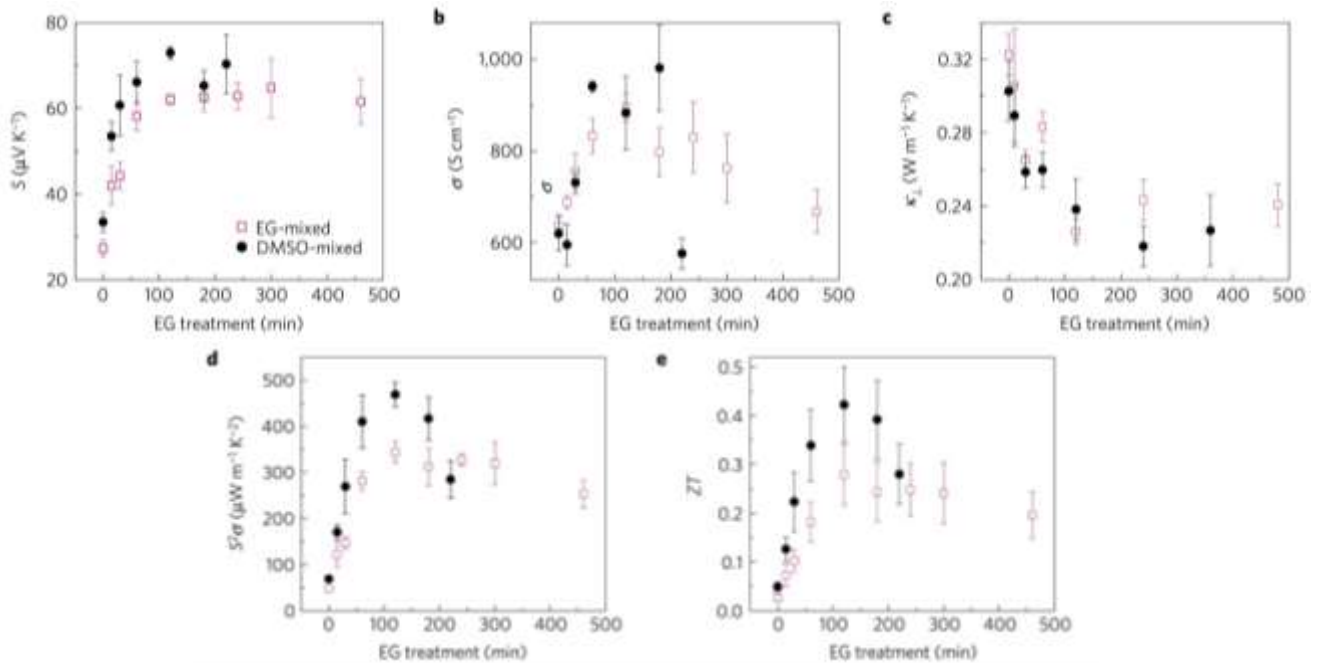 80
60
40
20
S (μV K⁻¹)
EG-mixed
DMSO-mixed
0 100 200 300 400 500
EG treatment (min)
b
1,000
800
600
σ (S cm⁻¹)
σ
0 100 200 300 400 500
EG treatment (min)
c
0.32
0.28
0.24
0.20
κ⊥ (W m⁻¹ K⁻¹)
0 100 200 300 400 500
EG treatment (min)
d
500
400
300
200
100
0
S²σ (μW m⁻¹ K⁻²)
0 100 200 300 400 500
EG treatment (min)
e
0.5
0.4
0.3
0.2
0.1
0.0
ZT
0 100 200 300 400 500
EG treatment (min)